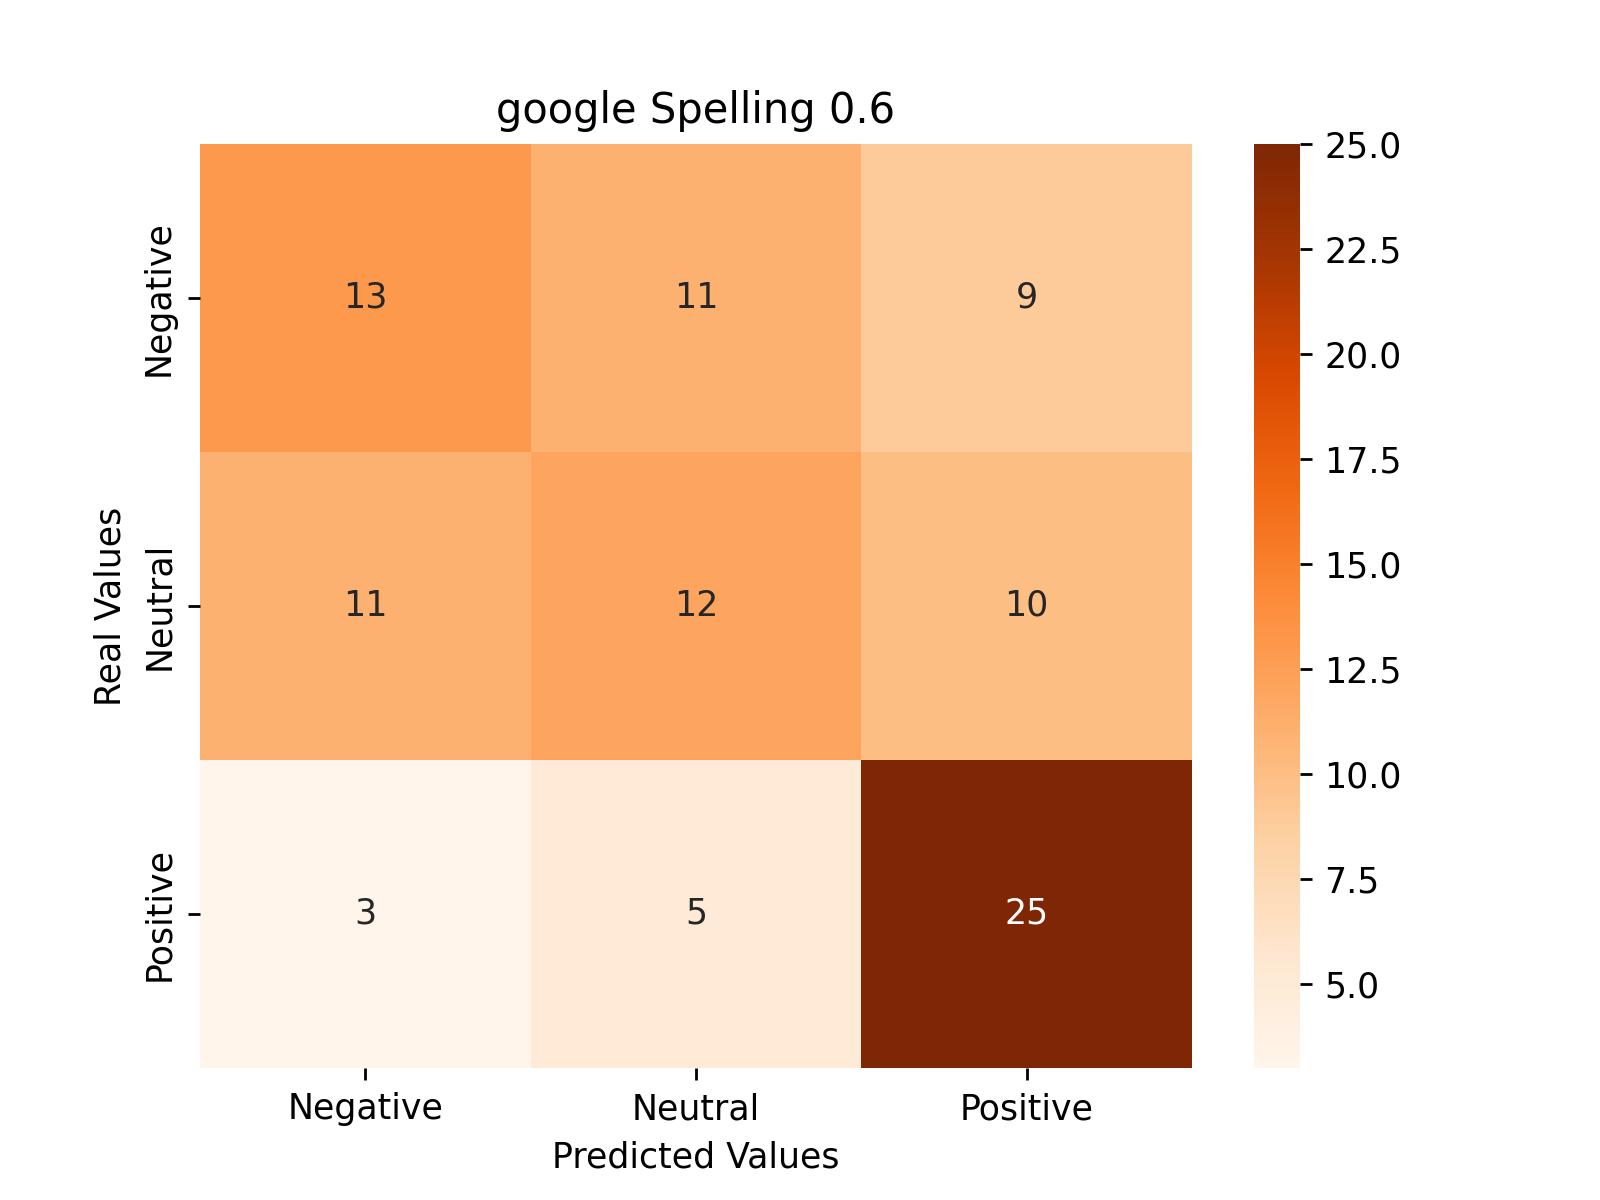 google Spelling 0.6
Real Values
Negative
13 11 9
Neutral
11 12 10
Positive
3 5 25
Negative Neutral Positive
Predicted Values
25.0
22.5
20.0
17.5
15.0
12.5
10.0
7.5
5.0